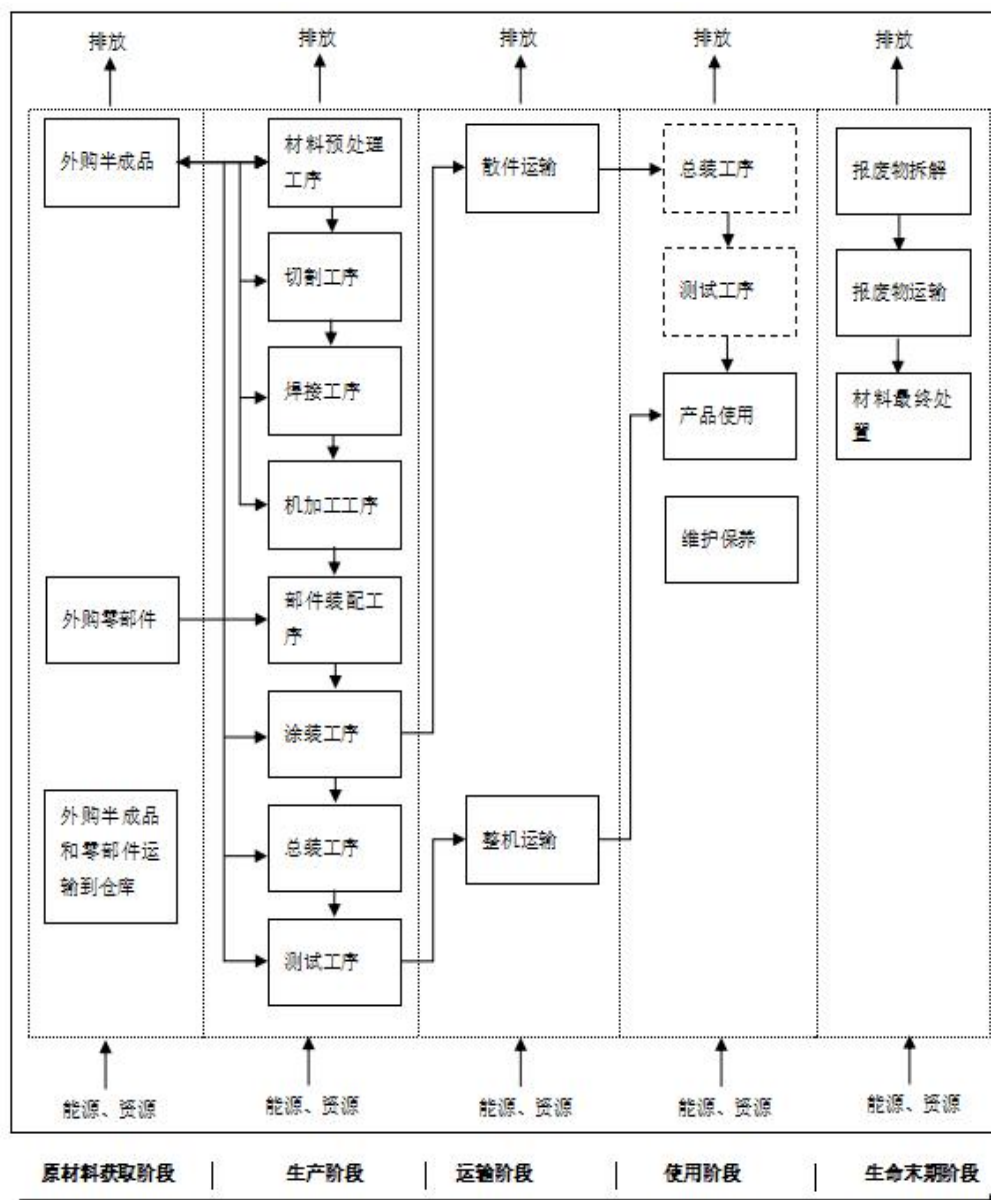 排放
排放
排放
排放
排放
外购半成品
外购零部件
外购半成品
和零部件运
输到仓库
材料预处理
工序
切割工序
焊接工序
机加工工序
部件装配工
序
涂装工序
总装工序
测试工序
散件运输
整机运输
总装工序
测试工序
产品使用
维护保养
报废物拆解
报废物运输
材料最终处
置
能源、资源
能源、资源
能源、资源
能源、资源
能源、资源
原材料获取阶段
生产阶段
运输阶段
使用阶段
生命末期阶段